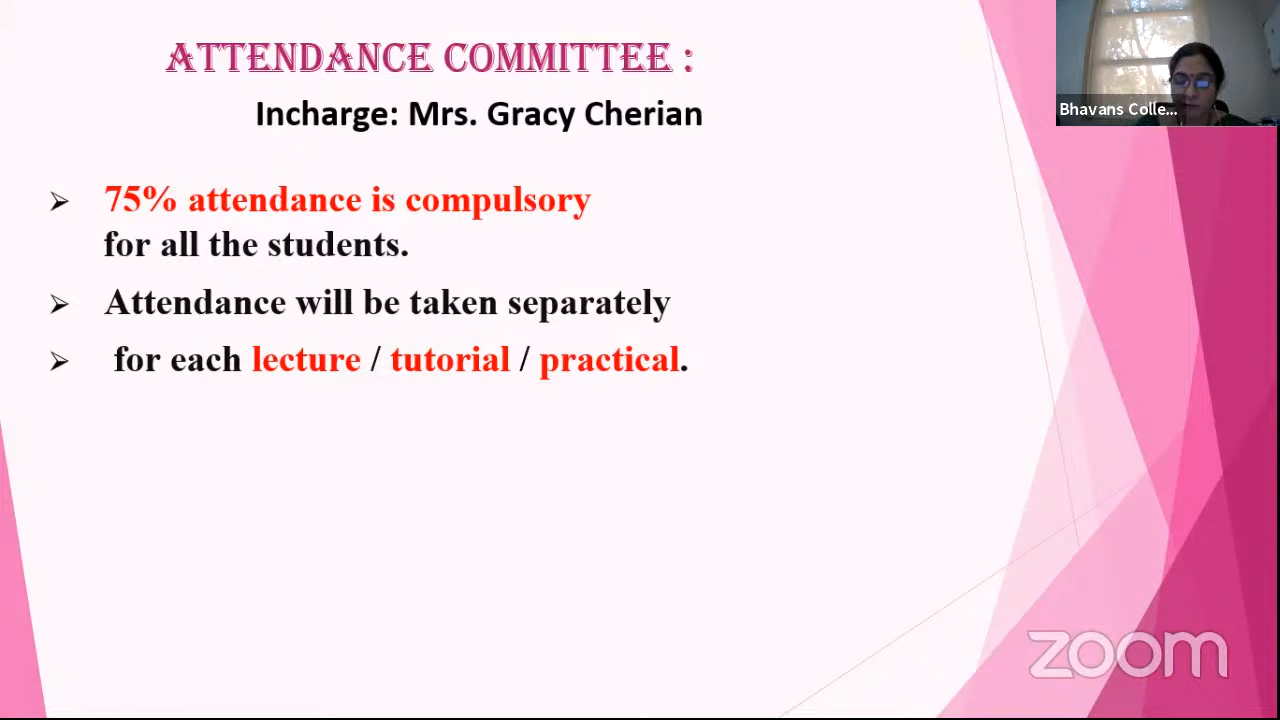 ATTENDANCE COMMITTEE :
Incharge: Mrs. Gracy Cherian
Bhavans Colle...
➢ 75% attendance is compulsory
for all the students.
➢ Attendance will be taken separately
➢ for each lecture / tutorial / practical.
zoom